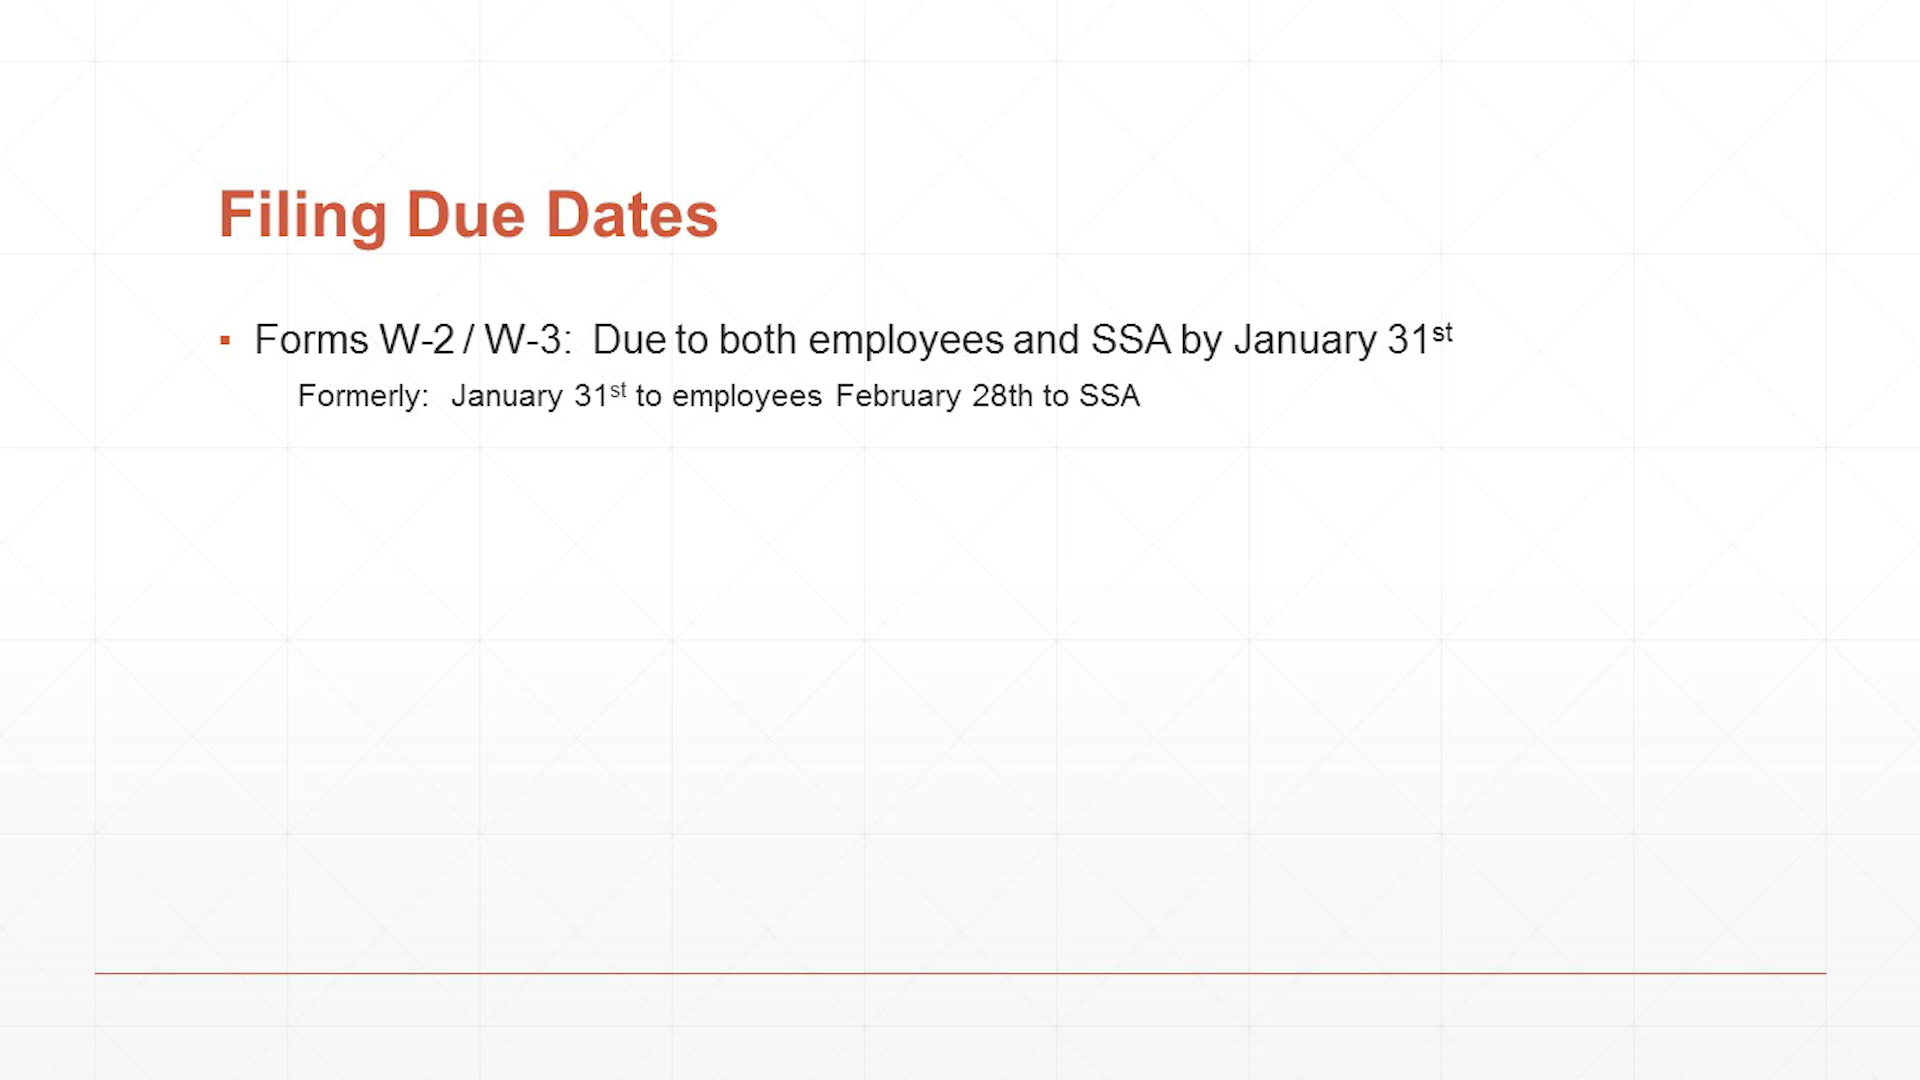 Filing Due Dates
▪ Forms W-2 / W-3: Due to both employees and SSA by January 31st
Formerly: January 31st to employees February 28th to SSA